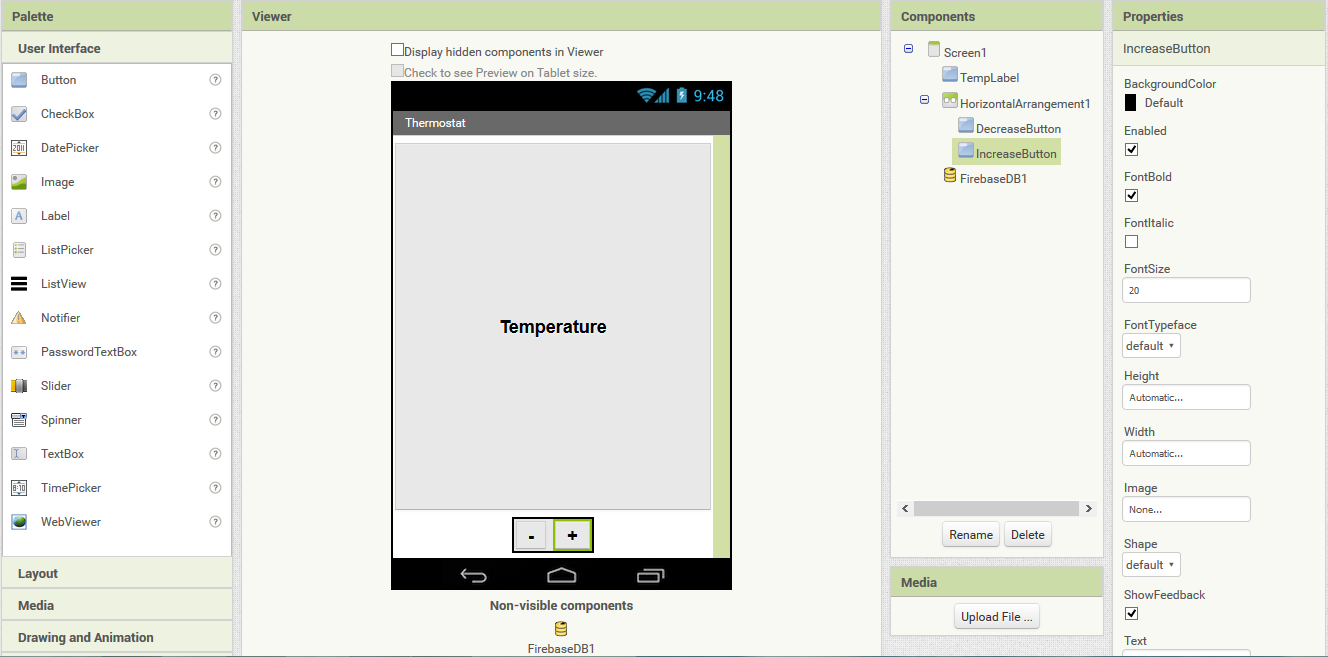 Palette
User Interface
Button ?
CheckBox ?
2011 DatePicker ?
Image ?
A Label ?
ListPicker ?
ListView ?
Notifier ?
** PasswordTextBox ?
Slider ?
Spinner ?
I TextBox ?
8:10 TimePicker ?
WebViewer ?
Layout
Media
Drawing and Animation
Viewer
Display hidden components in Viewer
Check to see Preview on Tablet size.
9:48
Thermostat
Temperature
- +
Non-visible components
FirebaseDB1
Components
Screen1
TempLabel
HorizontalArrangement1
DecreaseButton
IncreaseButton
FirebaseDB1
Rename Delete
Media
Upload File ...
Properties
IncreaseButton
BackgroundColor
Default
Enabled
FontBold
FontItalic
FontSize
20
FontTypeface
default
Height
Automatic...
Width
Automatic...
Image
None...
Shape
default
ShowFeedback
Text